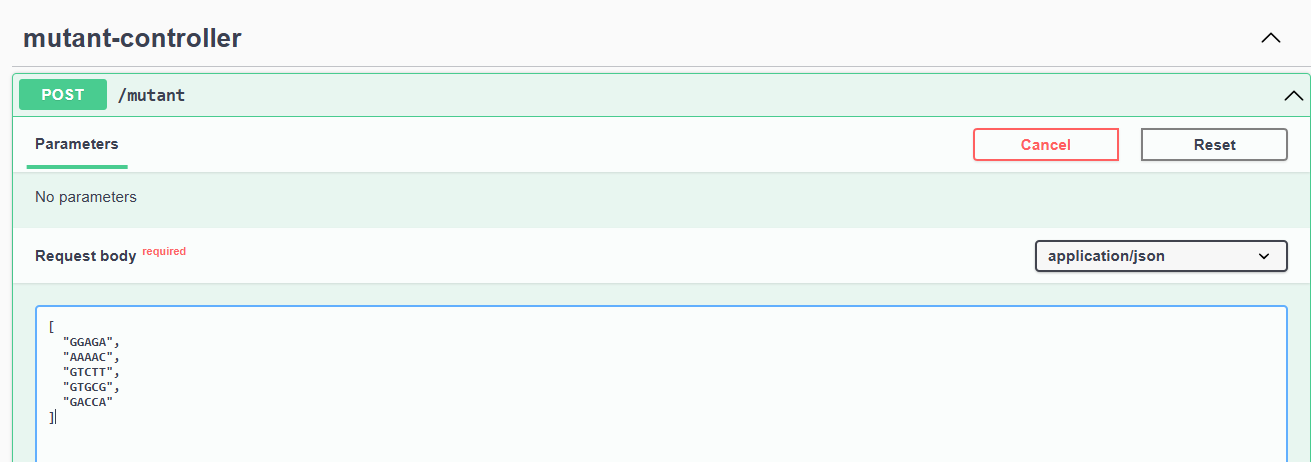 mutant-controller
POST /mutant
Parameters
Cancel
Reset
No parameters
Request body required
application/json
[
"GGAGA",
"AAAAC",
"GTCTT",
"GTGCG",
"GACCA"
]